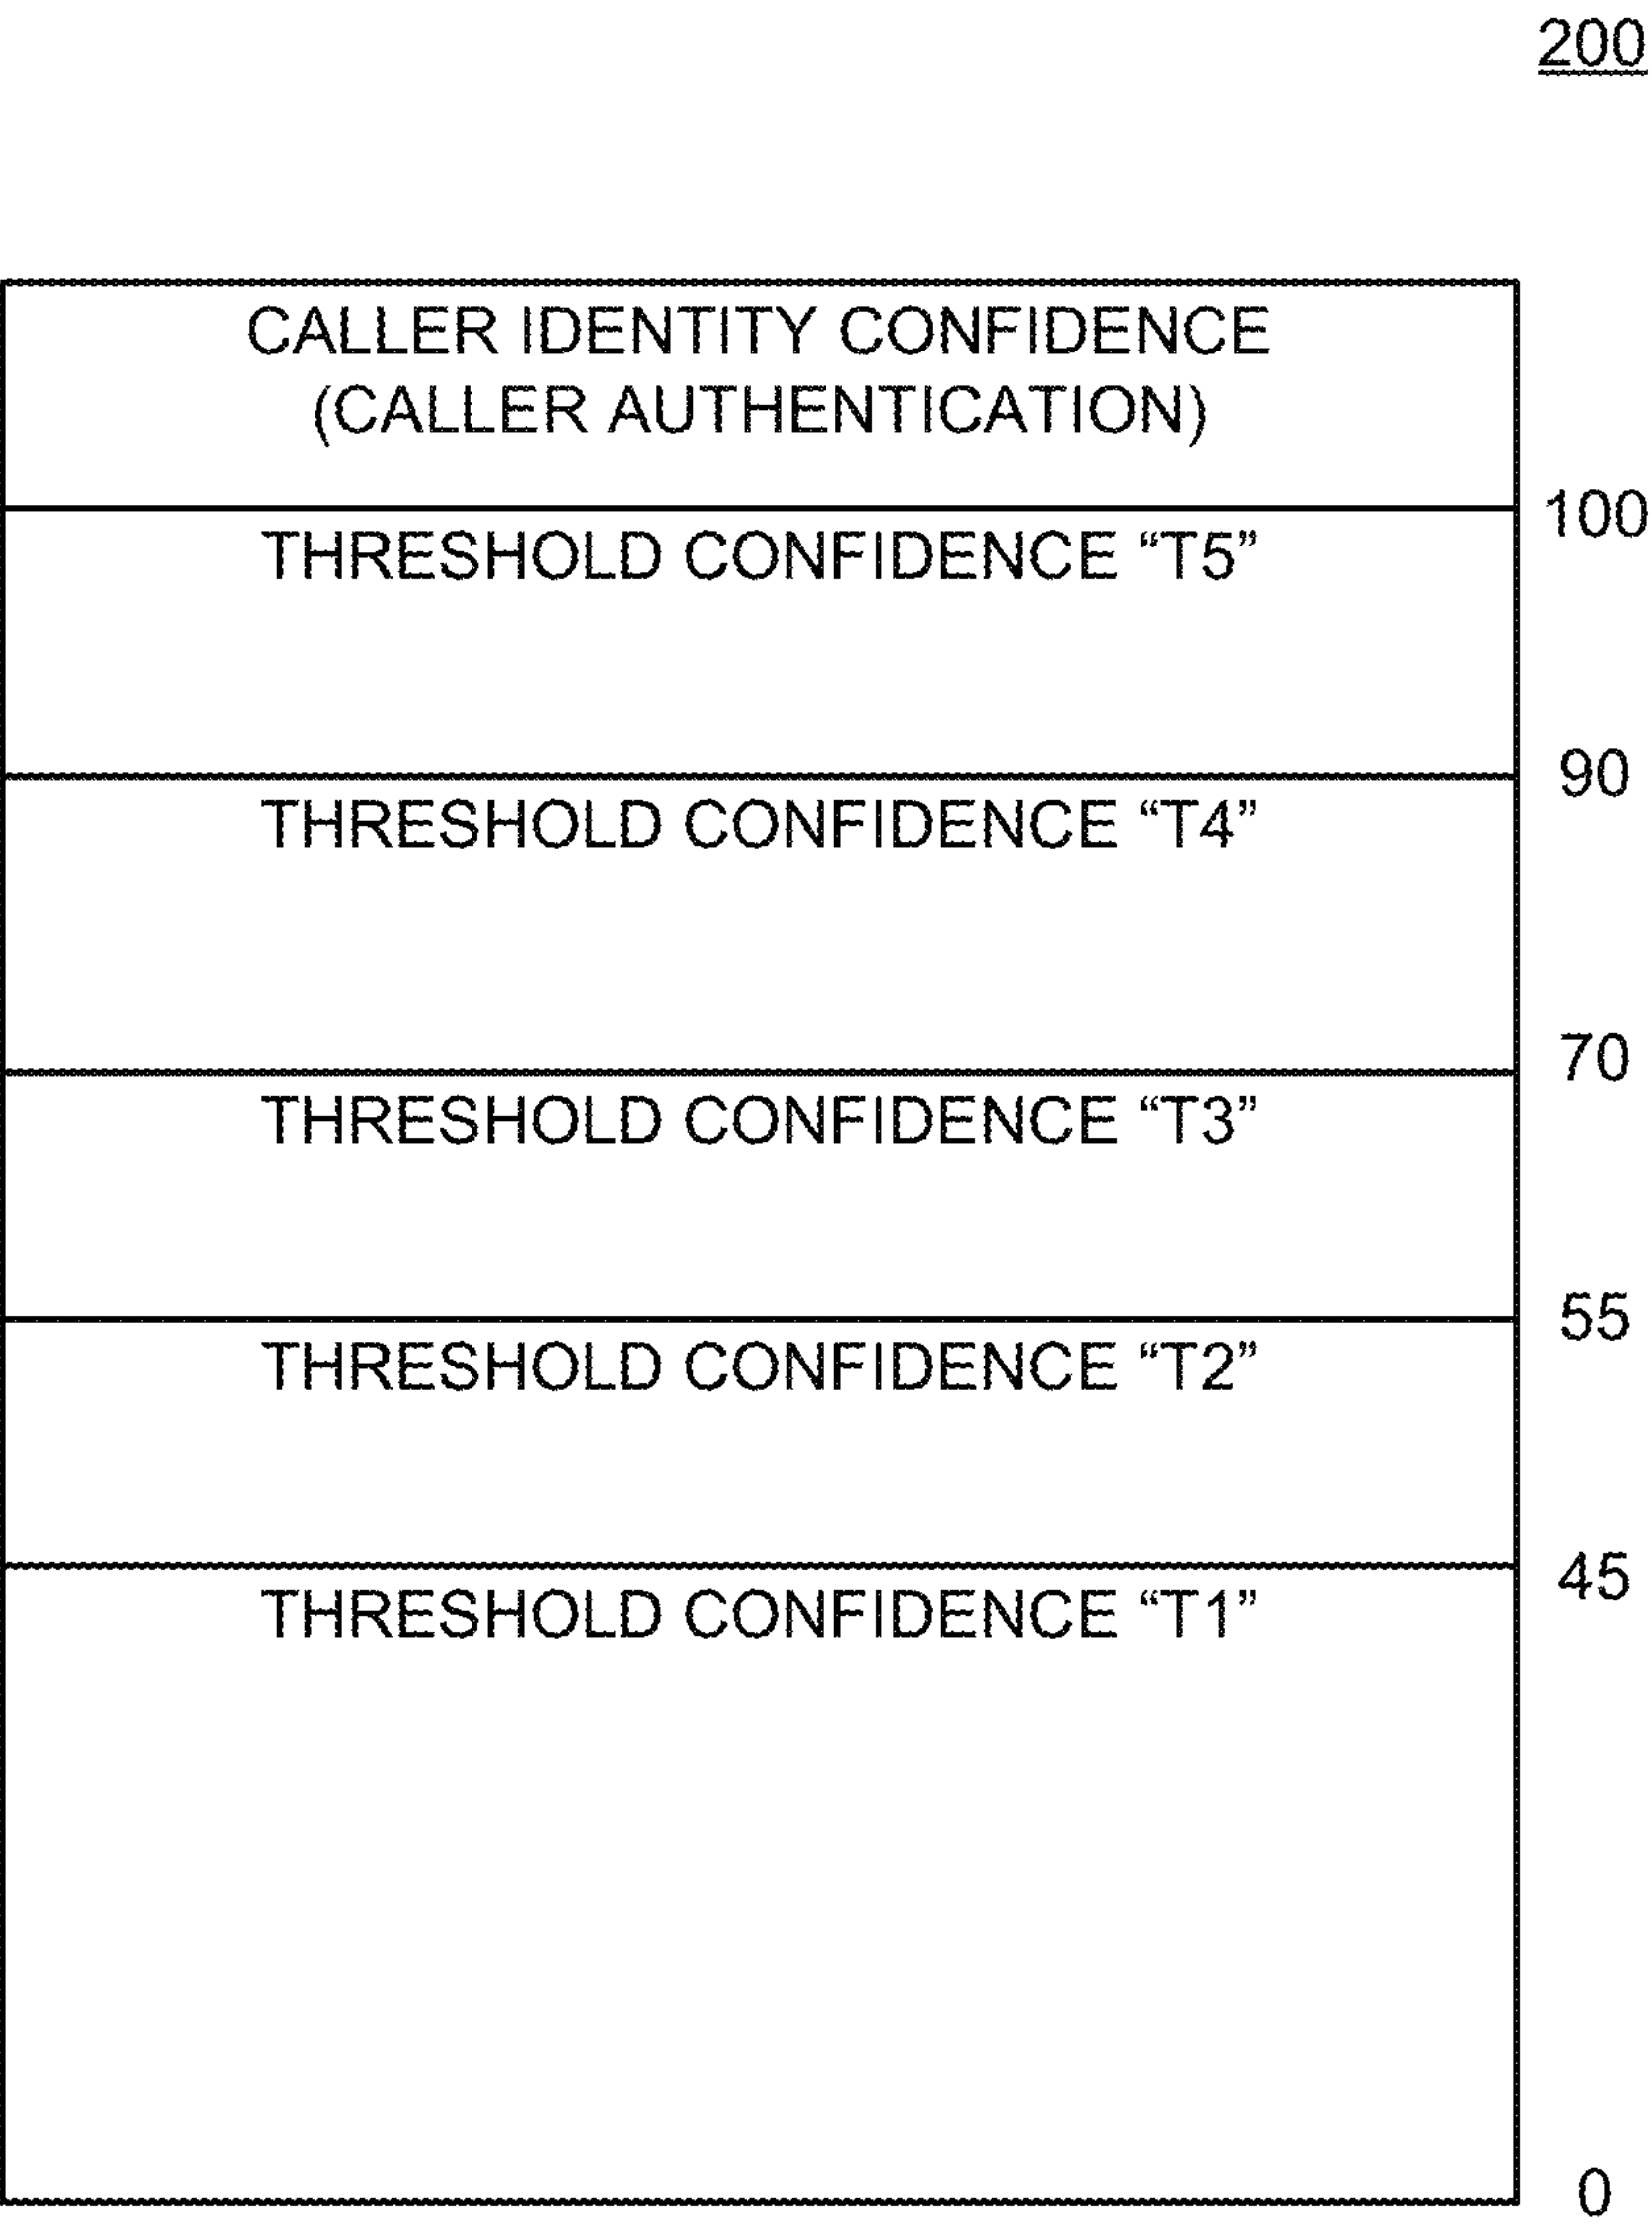 200
CALLER IDENTITY CONFIDENCE
(CALLER AUTHENTICATION)
100
THRESHOLD CONFIDENCE “T5”
90
THRESHOLD CONFIDENCE “T4”
70
THRESHOLD CONFIDENCE “T3”
55
THRESHOLD CONFIDENCE “T2”
45
THRESHOLD CONFIDENCE “T1”
0